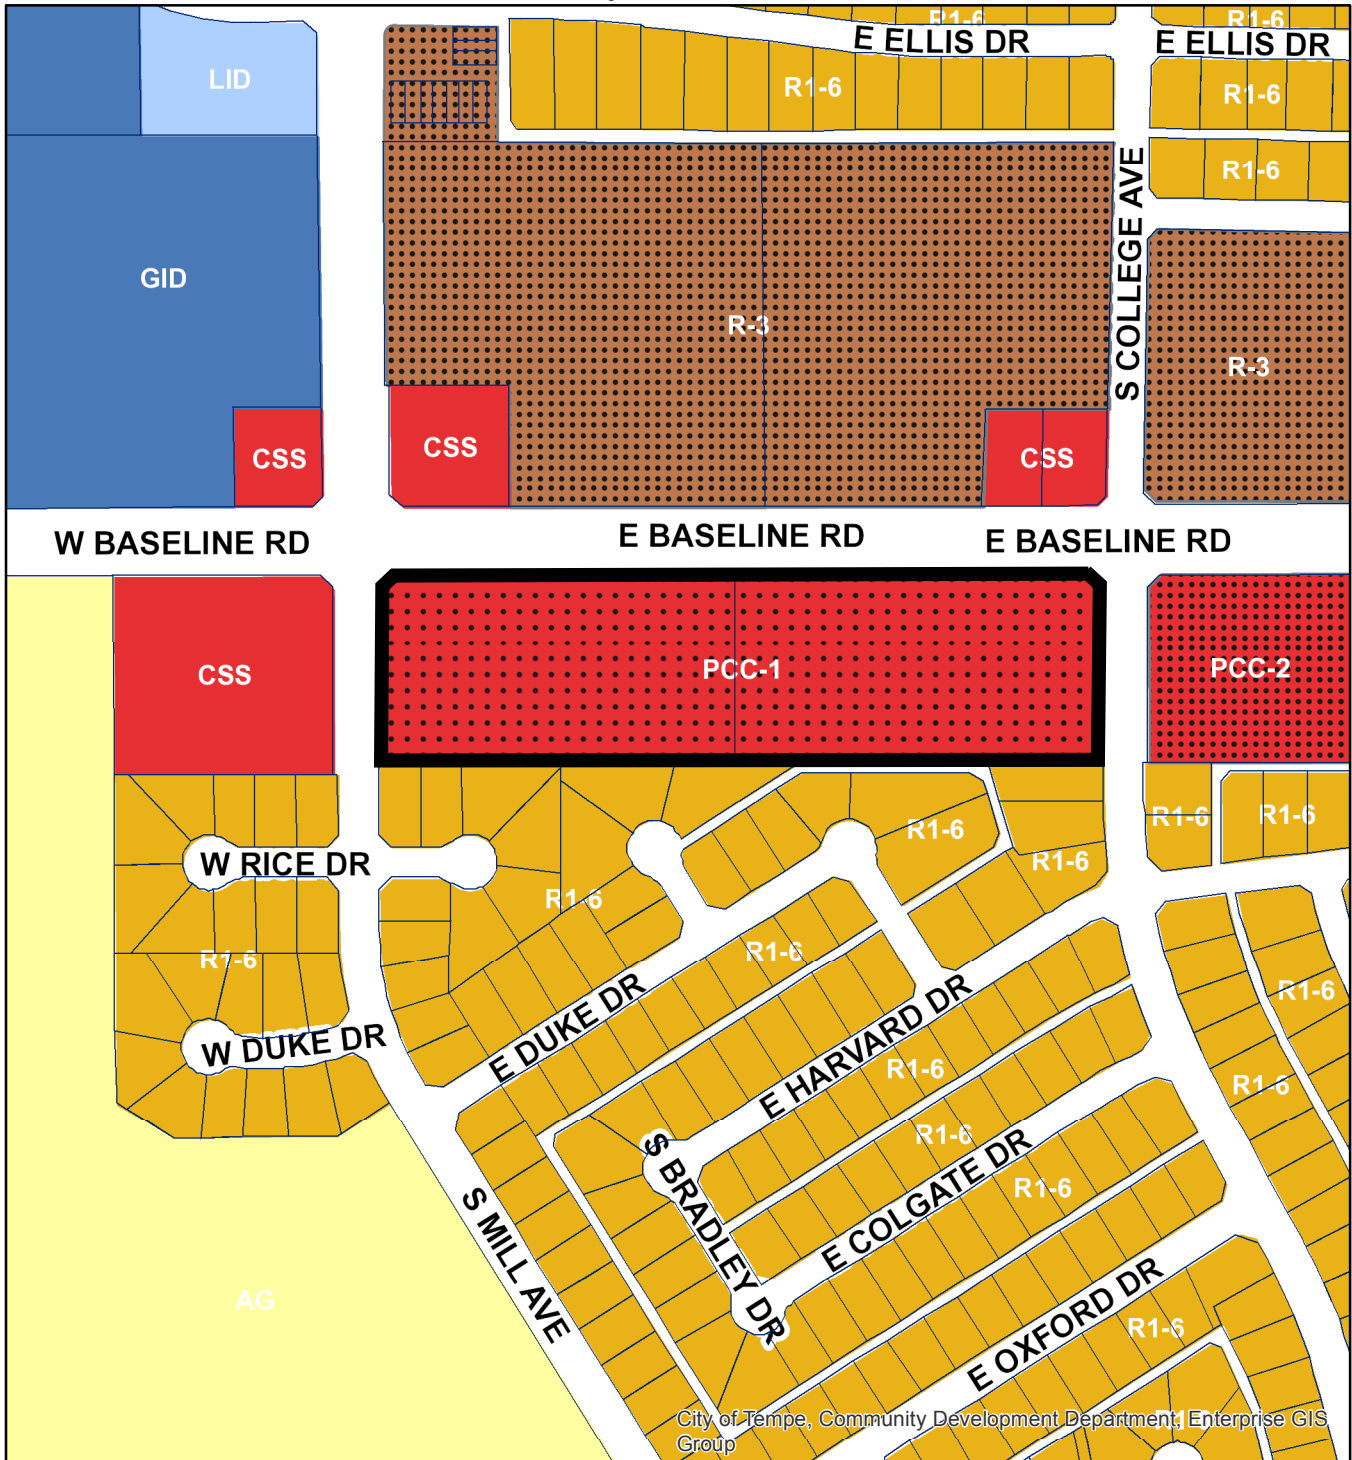 R1-6
R1-6
E ELLIS DR
E ELLIS DR
LID
R1-6
R1-6
R1-6
S COLLEGE AVE
GID
R-3
R-3
CSS
CSS
CSS
W BASELINE RD
E BASELINE RD
E BASELINE RD
CSS
PCC-1
PCC-2
R1-6
R1-6
R1-6
R1-6
W RICE DR
R1-6
R1-6
R1-6
R1-6
E DUKE DR
W DUKE DR
E HARVARD DR
R1-6
R1-6
R1-6
S BRADLEY DR
E COLGATE DR
R1-6
S MILL AVE
AG
E OXFORD DR
R1-6
City of Tempe, Community Development Department, Enterprise GIS
Group